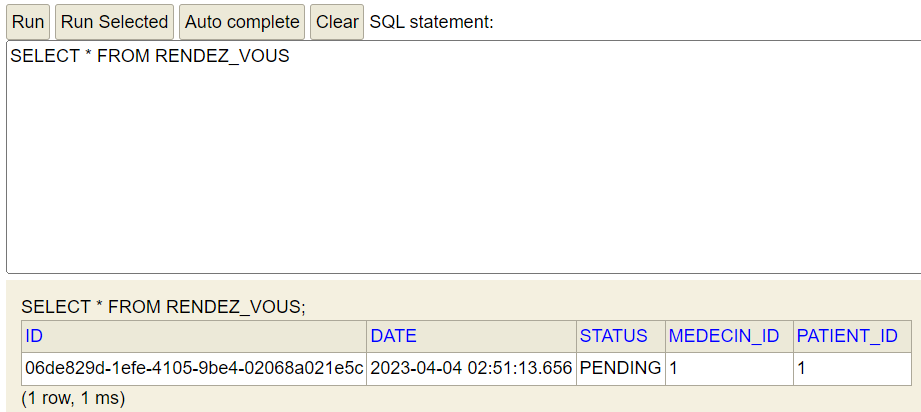 Run Run Selected Auto complete Clear SQL statement:
SELECT * FROM RENDEZ_VOUS
SELECT * FROM RENDEZ_VOUS;
ID DATE STATUS MEDECIN_ID PATIENT_ID
06de829d-1efe-4105-9be4-02068a021e5c 2023-04-04 02:51:13.656 PENDING 1 1
(1 row, 1 ms)